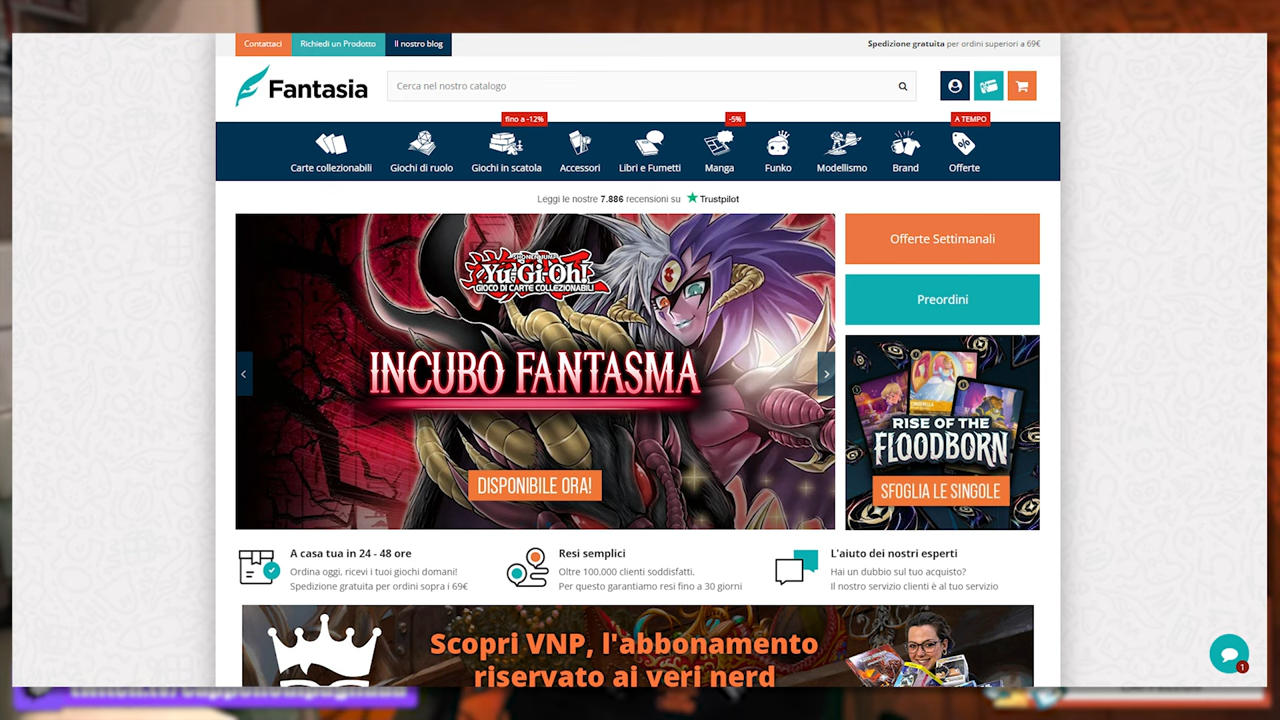 Contattaci
Richiedi un Prodotto
Il nostro blog
Spedizione gratuita per ordini superiori a 69€
Fantasia
Cerca nel nostro catalogo
fino a -12%
-5%
A TEMPO
Carte collezionabili
Giochi di ruolo
Giochi in scatola
Accessori
Libri e Fumetti
Manga
Funko
Modellismo
Brand
Offerte
Leggi le nostre 7.886 recensioni su Trustpilot
Yu-Gi-Oh!
GIOCO DI CARTE COLLEZIONABILI
INCUBO FANTASMA
DISPONIBILE ORA!
Offerte Settimanali
Preordini
RISE OF THE
FLOODBORN
SFOGLIA LE SINGOLE
A casa tua in 24 - 48 ore
Ordina oggi, ricevi i tuoi giochi domani!
Spedizione gratuita per ordini sopra i 69€
Resi semplici
Oltre 100.000 clienti soddisfatti.
Per questo garantiamo resi fino a 30 giorni
L'aiuto dei nostri esperti
Hai un dubbio sul tuo acquisto?
Il nostro servizio clienti è al tuo servizio
Scopri VNP, l'abbonamento
riservato ai veri nerd
1